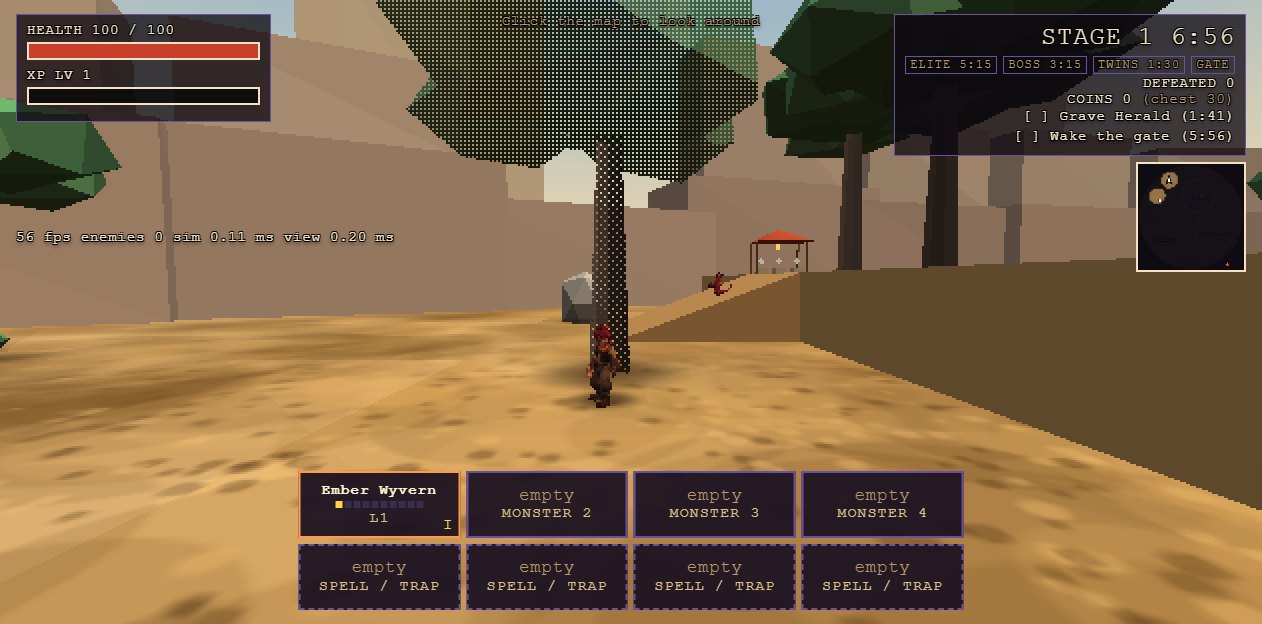 Click the map to look around
HEALTH 100 / 100
XP LV 1
STAGE 1 6:56
ELITE 5:15 BOSS 3:15 TWINS 1:30 GATE
DEFEATED 0
COINS 0 (chest 30)
[ ] Grave Herald (1:41)
[ ] Wake the gate (5:56)
56 fps enemies 0 sim 0.11 ms view 0.20 ms
Ember Wyvern
L1
I
empty
MONSTER 2
empty
MONSTER 3
empty
MONSTER 4
empty
SPELL / TRAP
empty
SPELL / TRAP
empty
SPELL / TRAP
empty
SPELL / TRAP